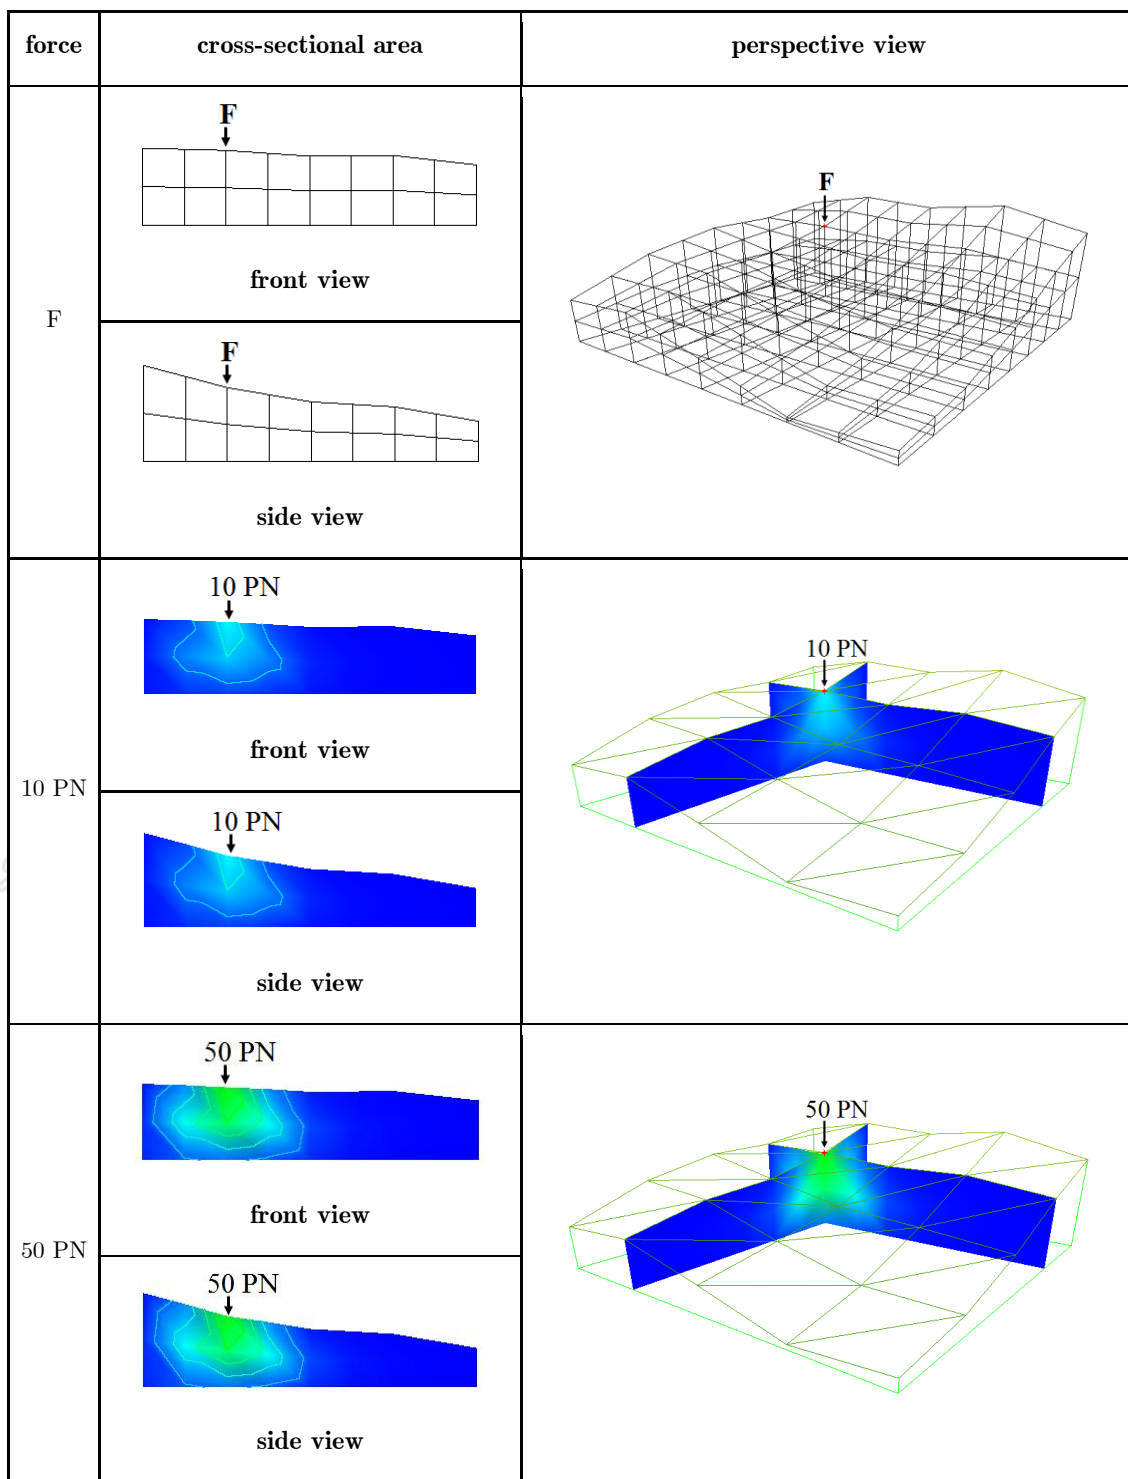 force
cross-sectional area
perspective view
F
F
front view
F
side view
F
10 PN
10 PN
front view
10 PN
side view
10 PN
50 PN
50 PN
front view
50 PN
side view
50 PN